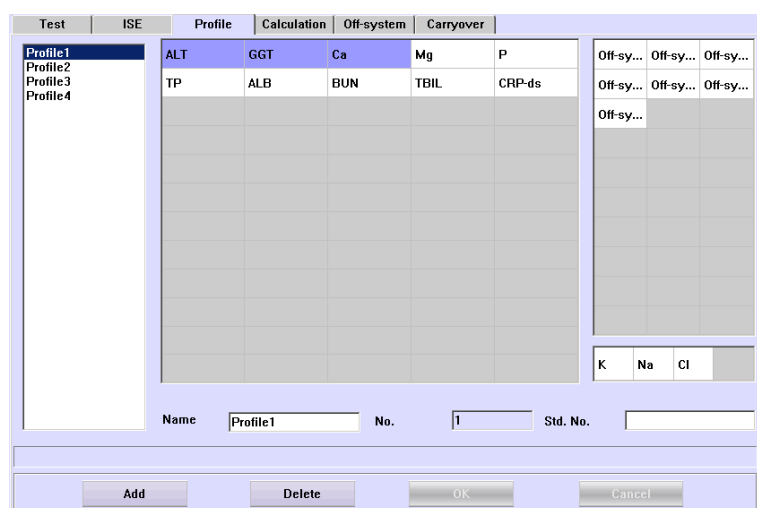 Test ISE Profile Calculation Off-system Carryover
Profile1
Profile2
Profile3
Profile4
ALT GGT Ca Mg P
TP ALB BUN TBIL CRP-ds
Off-sy... Off-sy... Off-sy...
Off-sy... Off-sy... Off-sy...
Off-sy...
K Na Cl
Name Profile1 No. 1 Std. No.
Add Delete OK Cancel